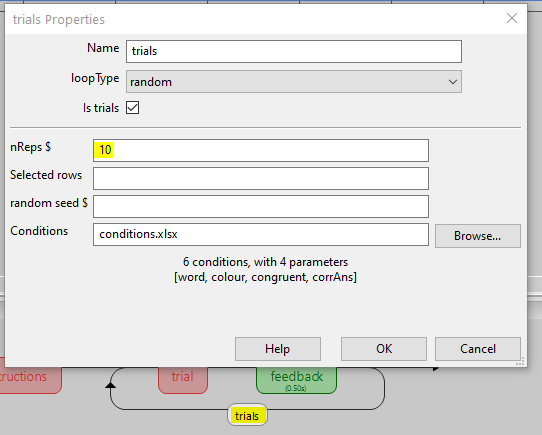 trials Properties
Name
trials
loopType
random
Is trials
nReps $
10
Selected rows
random seed $
Conditions
conditions.xlsx
Browse...
6 conditions, with 4 parameters
[word, colour, congruent, corrAns]
Help
OK
Cancel
tructions
trial
feedback
(0.50s)
trials